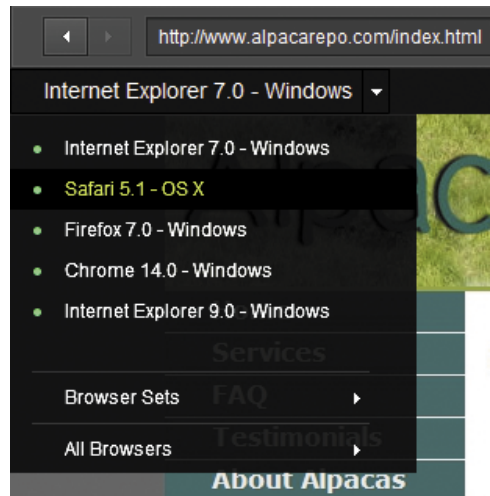 http://www.alpacarepo.com/index.html
Internet Explorer 7.0 - Windows
Internet Explorer 7.0 - Windows
Safari 5.1 - OS X
Firefox 7.0 - Windows
Chrome 14.0 - Windows
Internet Explorer 9.0 - Windows
Services
Browser Sets
FAQ
Testimonials
All Browsers
About Alpacas